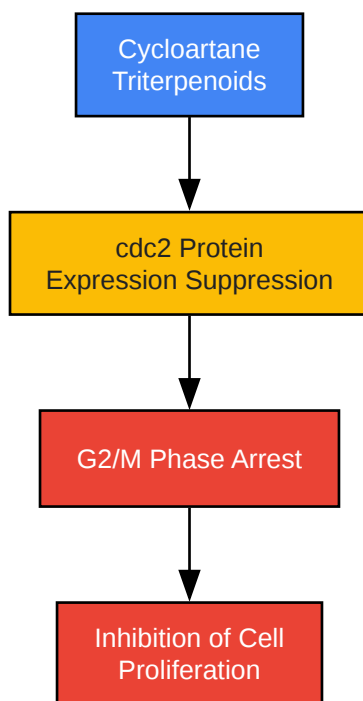 Cycloartane
Triterpenoids
cdc2 Protein
Expression Suppression
G2/M Phase Arrest
Inhibition of Cell
Proliferation